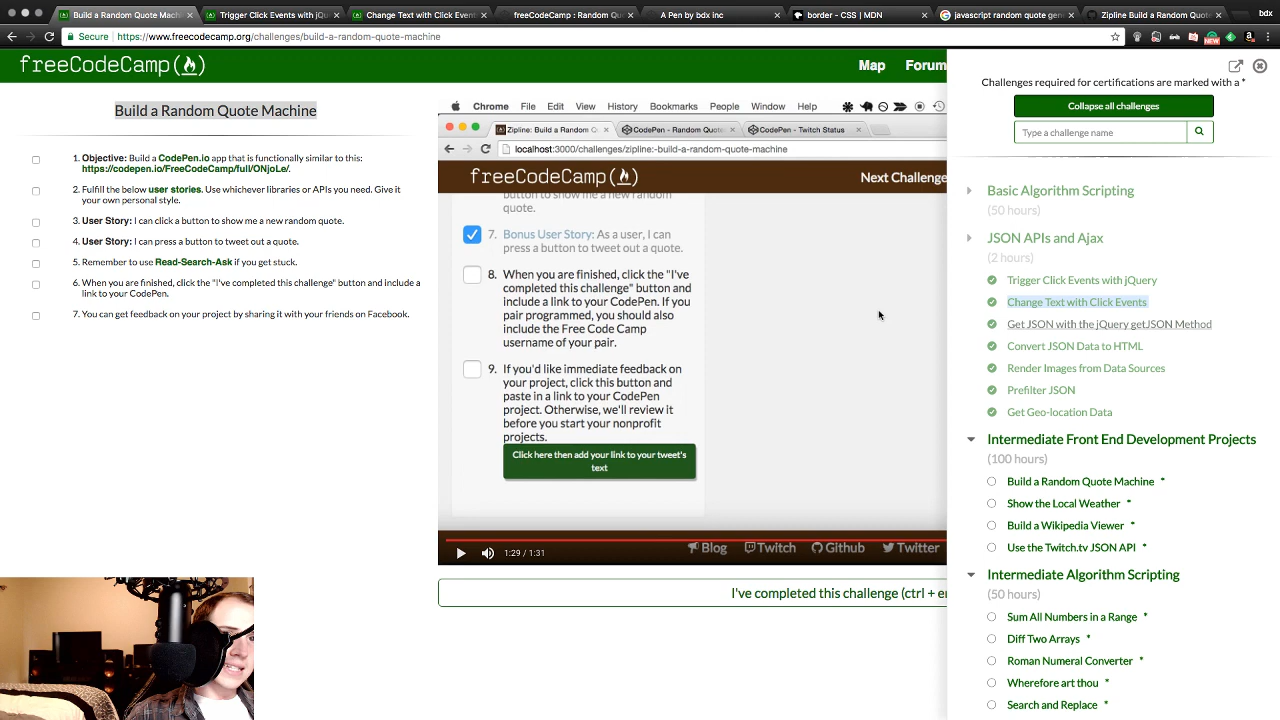 Build a Random Quote Machin
Trigger Click Events with jQ
Change Text with Click Even
freeCodeCamp : Random Qu
A Pen by bdx inc
border - CSS | MDN
javascript random quote gen
Zipline Build a Random Quot
bdx
Secure
https://www.freecodecamp.org/challenges/build-a-random-quote-machine
NEW
freeCodeCamp( )
Map
Forum
Build a Random Quote Machine
1. Objective: Build a CodePen.io app that is functionally similar to this:
https://codepen.io/FreeCodeCamp/full/ONjoLe/.
2. Fulfill the below user stories. Use whichever libraries or APIs you need. Give it
your own personal style.
3. User Story: I can click a button to show me a new random quote.
4. User Story: I can press a button to tweet out a quote.
5. Remember to use Read-Search-Ask if you get stuck.
6. When you are finished, click the "I've completed this challenge" button and include a
link to your CodePen.
7. You can get feedback on your project by sharing it with your friends on Facebook.
Chrome File Edit View History Bookmarks People Window Help
Zipline: Build a Random Q
CodePen - Random Quote
CodePen - Twitch Status
localhost:3000/challenges/zipline:-build-a-random-quote-machine
freeCodeCamp( )
Next Challenge
button to show me a new random
quote.
7. Bonus User Story: As a user, I can
press a button to tweet out a quote.
8. When you are finished, click the "I've
completed this challenge" button and
include a link to your CodePen. If you
pair programmed, you should also
include the Free Code Camp
username of your pair.
9. If you'd like immediate feedback on
your project, click this button and
paste in a link to your CodePen
project. Otherwise, we'll review it
before you start your nonprofit
projects.
Click here then add your link to your tweet's
text
1:29 / 1:31
Blog
Twitch
Github
Twitter
I've completed this challenge (ctrl + en
Challenges required for certifications are marked with a *
Collapse all challenges
Type a challenge name
Basic Algorithm Scripting
(50 hours)
JSON APIs and Ajax
(2 hours)
Trigger Click Events with jQuery
Change Text with Click Events
Get JSON with the jQuery getJSON Method
Convert JSON Data to HTML
Render Images from Data Sources
Prefilter JSON
Get Geo-location Data
Intermediate Front End Development Projects
(100 hours)
Build a Random Quote Machine *
Show the Local Weather *
Build a Wikipedia Viewer *
Use the Twitch.tv JSON API *
Intermediate Algorithm Scripting
(50 hours)
Sum All Numbers in a Range *
Diff Two Arrays *
Roman Numeral Converter *
Wherefore art thou *
Search and Replace *